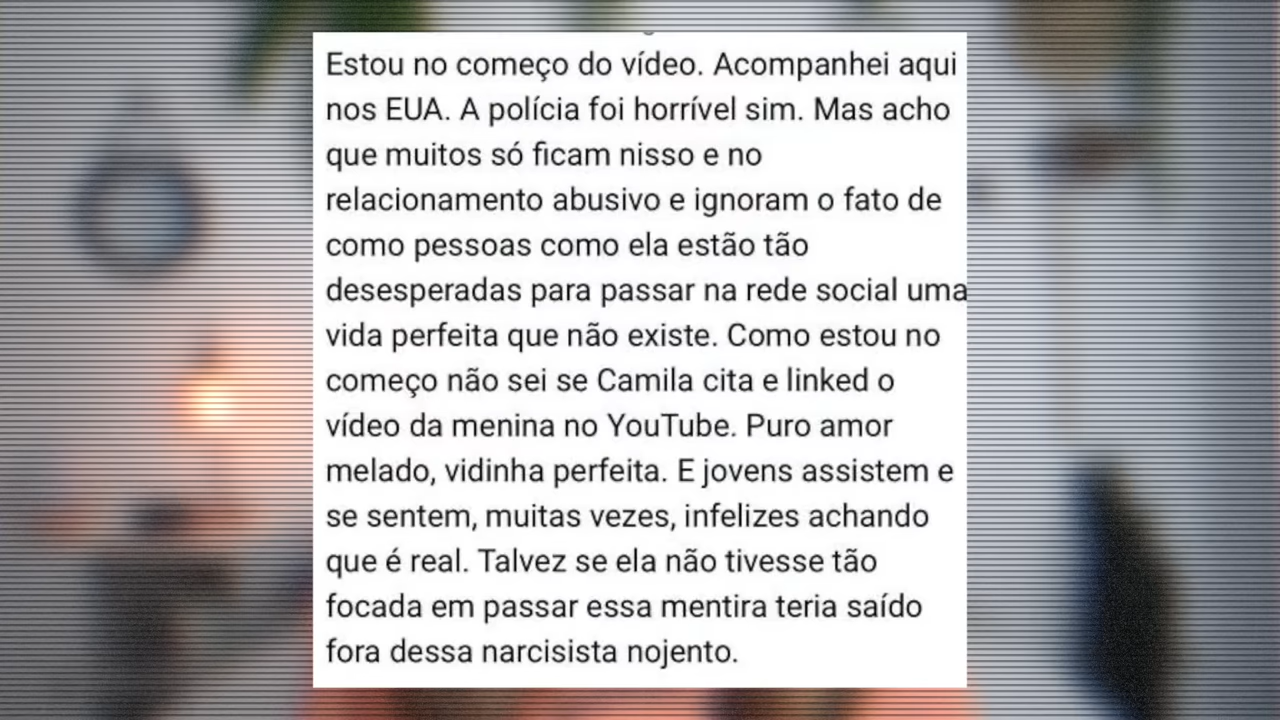 Estou no começo do vídeo. Acompanhei aqui
nos EUA. A polícia foi horrível sim. Mas acho
que muitos só ficam nisso e no
relacionamento abusivo e ignoram o fato de
como pessoas como ela estão tão
desesperadas para passar na rede social uma
vida perfeita que não existe. Como estou no
começo não sei se Camila cita e linked o
vídeo da menina no YouTube. Puro amor
melado, vidinha perfeita. E jovens assistem e
se sentem, muitas vezes, infelizes achando
que é real. Talvez se ela não tivesse tão
focada em passar essa mentira teria saído
fora dessa narcisista nojento.